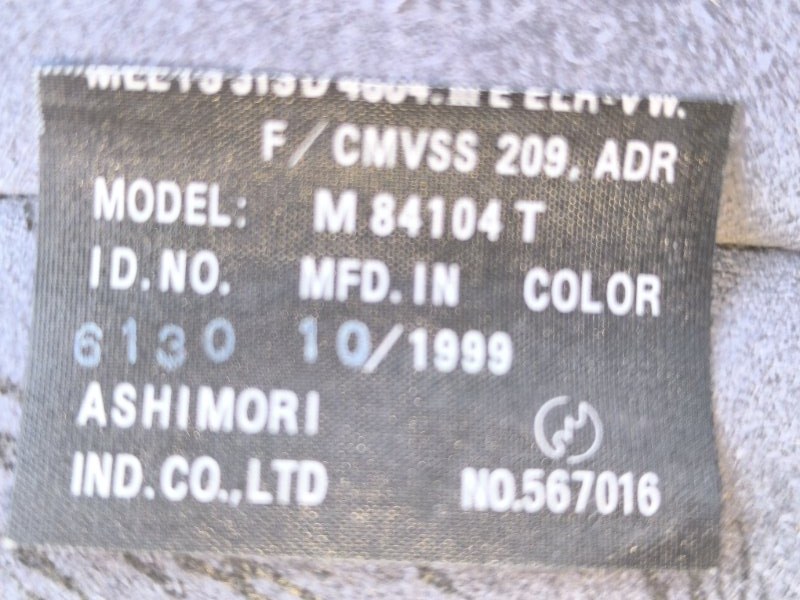 F/CMVSS 209, ADR
MODEL: M 84104 T
ID.NO. MFD.IN COLOR
6130 10/1999
ASHIMORI
IND.CO.,LTD NO.567016